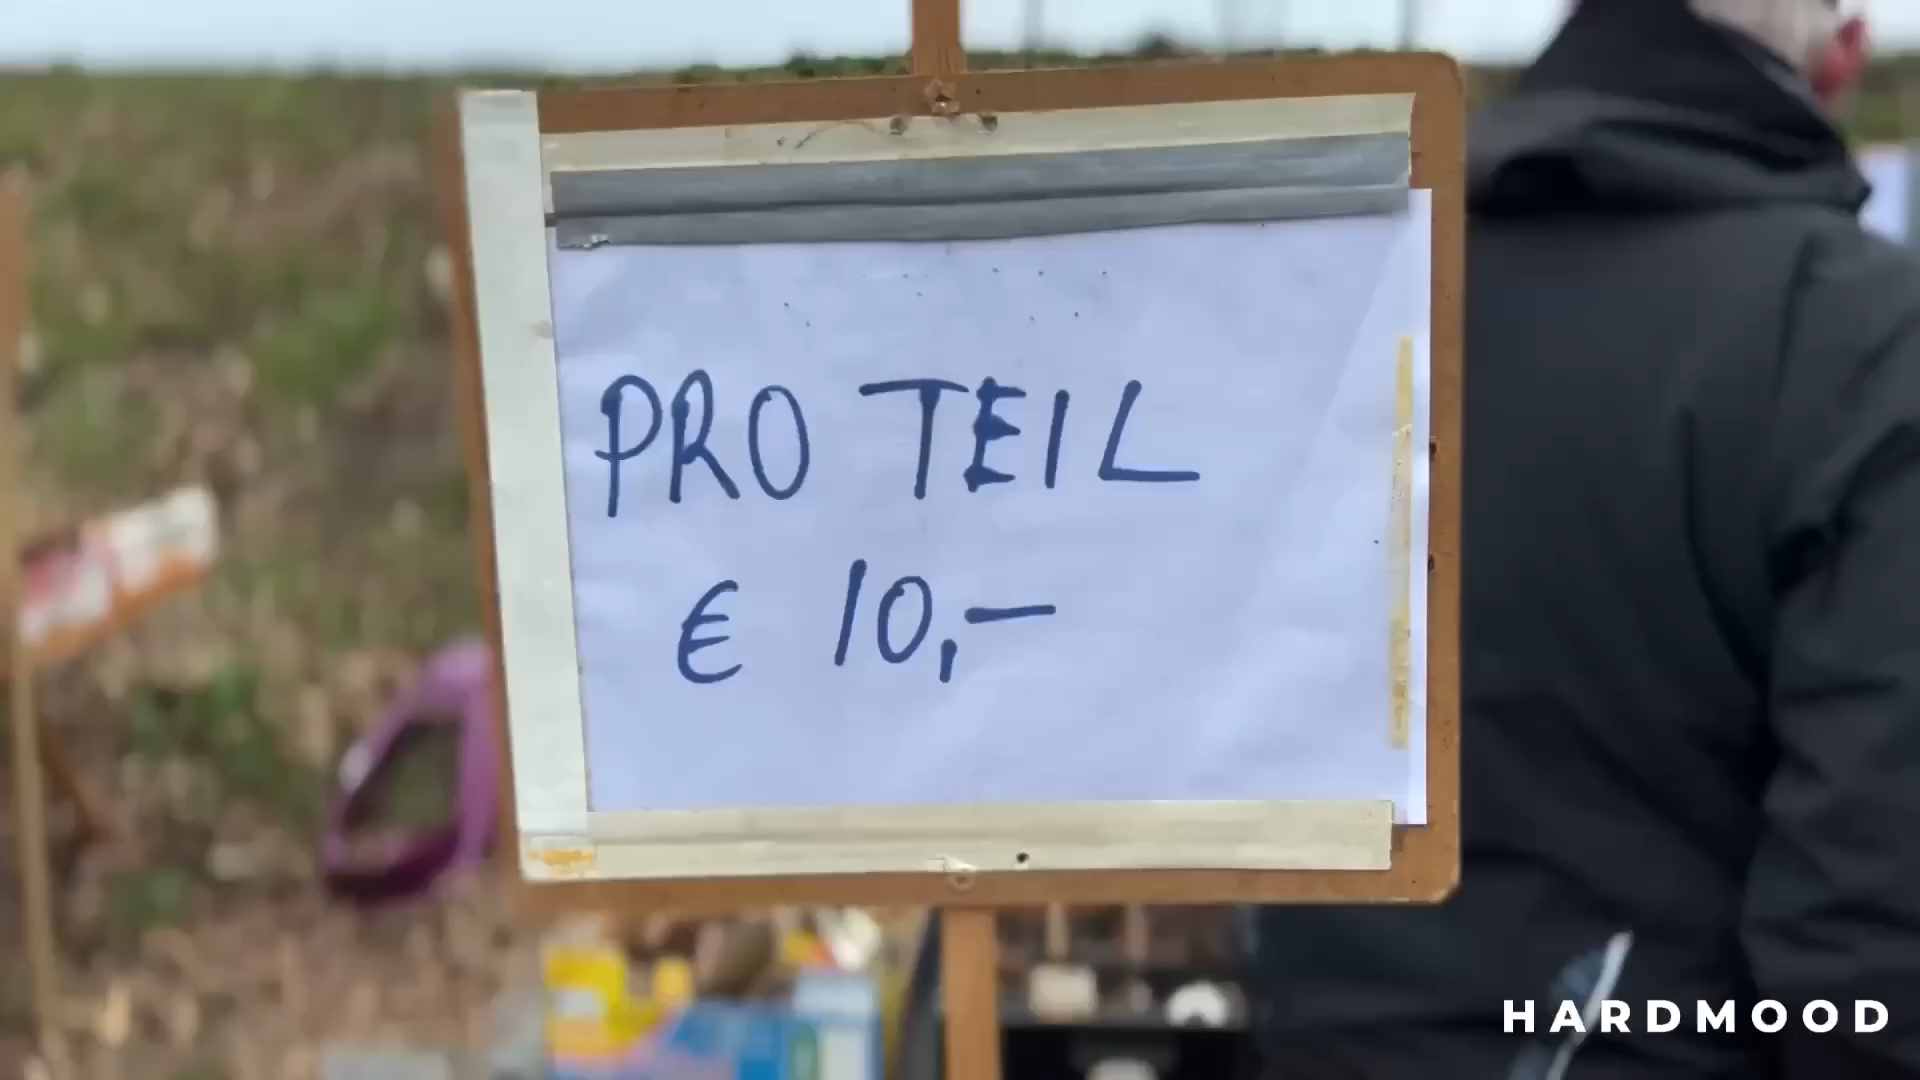 PRO TEIL
€ 10,-
HARDMOOD